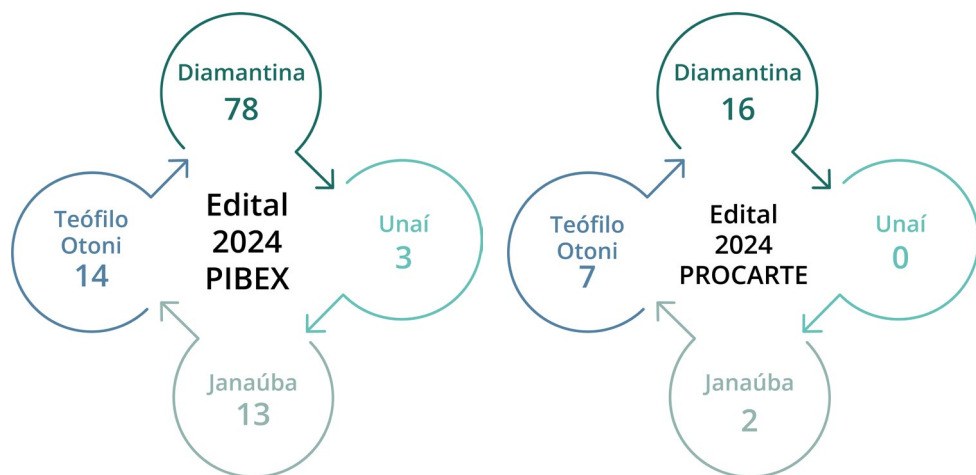 Diamantina
78
Teófilo
Otoni
14
Edital
2024
PIBEX
Unaí
3
Janaúba
13
Diamantina
16
Teófilo
Otoni
7
Edital
2024
PROCARTE
Unaí
0
Janaúba
2